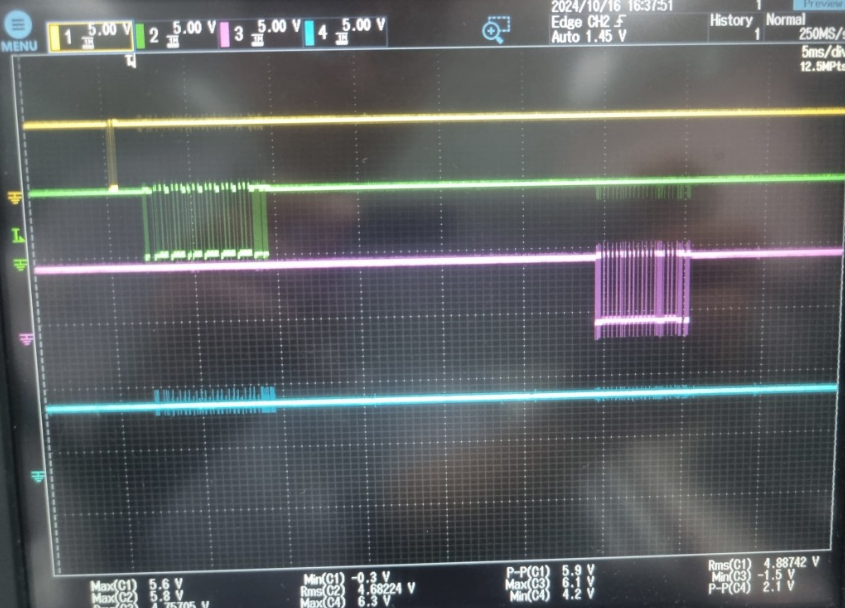 2024/10/16 16:37:51
1
Preview
MENU
1 5.00 V 2 5.00 V 3 5.00 V 4 5.00 V
Edge CH2
Auto 1.45 V
History
1
Normal
250MS/s
5ms/div
12.5MPts
Max(C1) 5.6 V
Max(C2) 5.8 V
4.75705 V
Min(C1) -0.3 V
Rms(C2) 4.68224 V
Max(C4) 6.3 V
P-P(C1) 5.9 V
Max(C3) 6.1 V
Min(C4) 4.2 V
Rms(C1) 4.88742 V
Min(C3) -1.5 V
P-P(C4) 2.1 V